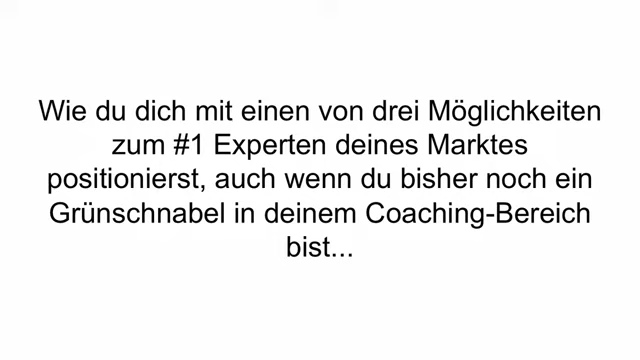 Wie du dich mit einen von drei Möglichkeiten
zum #1 Experten deines Marktes
positionierst, auch wenn du bisher noch ein
Grünschnabel in deinem Coaching-Bereich
bist...